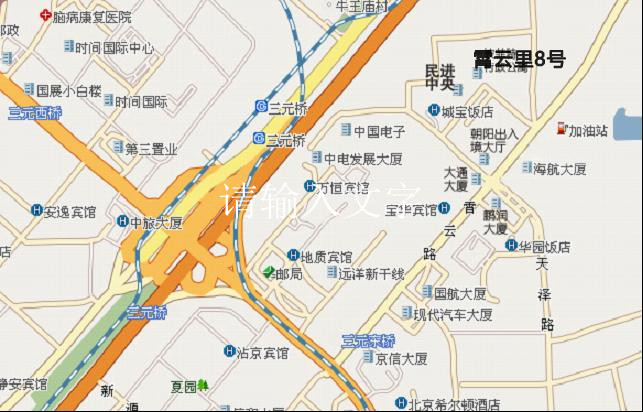 牛王庙村
脑病康复医院
邮政
时间国际中心
霄云里8号
民进
中央
国展小白楼
时间国际
三元桥
城宝饭店
三元西桥
中国电子
朝阳出入
境大厅
加油站
三元桥
第三置业
中电发展大厦
大通
大厦
海航大厦
万恒宾馆
请输入文字
安逸宾馆
中旅大厦
宝华宾馆
霄云路
鹏润
大厦
华园饭店
地质宾馆
邮局
远洋新干线
天泽路
国航大厦
三元桥
现代汽车大厦
三元东桥
沾京宾馆
京信大厦
静安宾馆
夏园
新源
北京希尔顿酒店